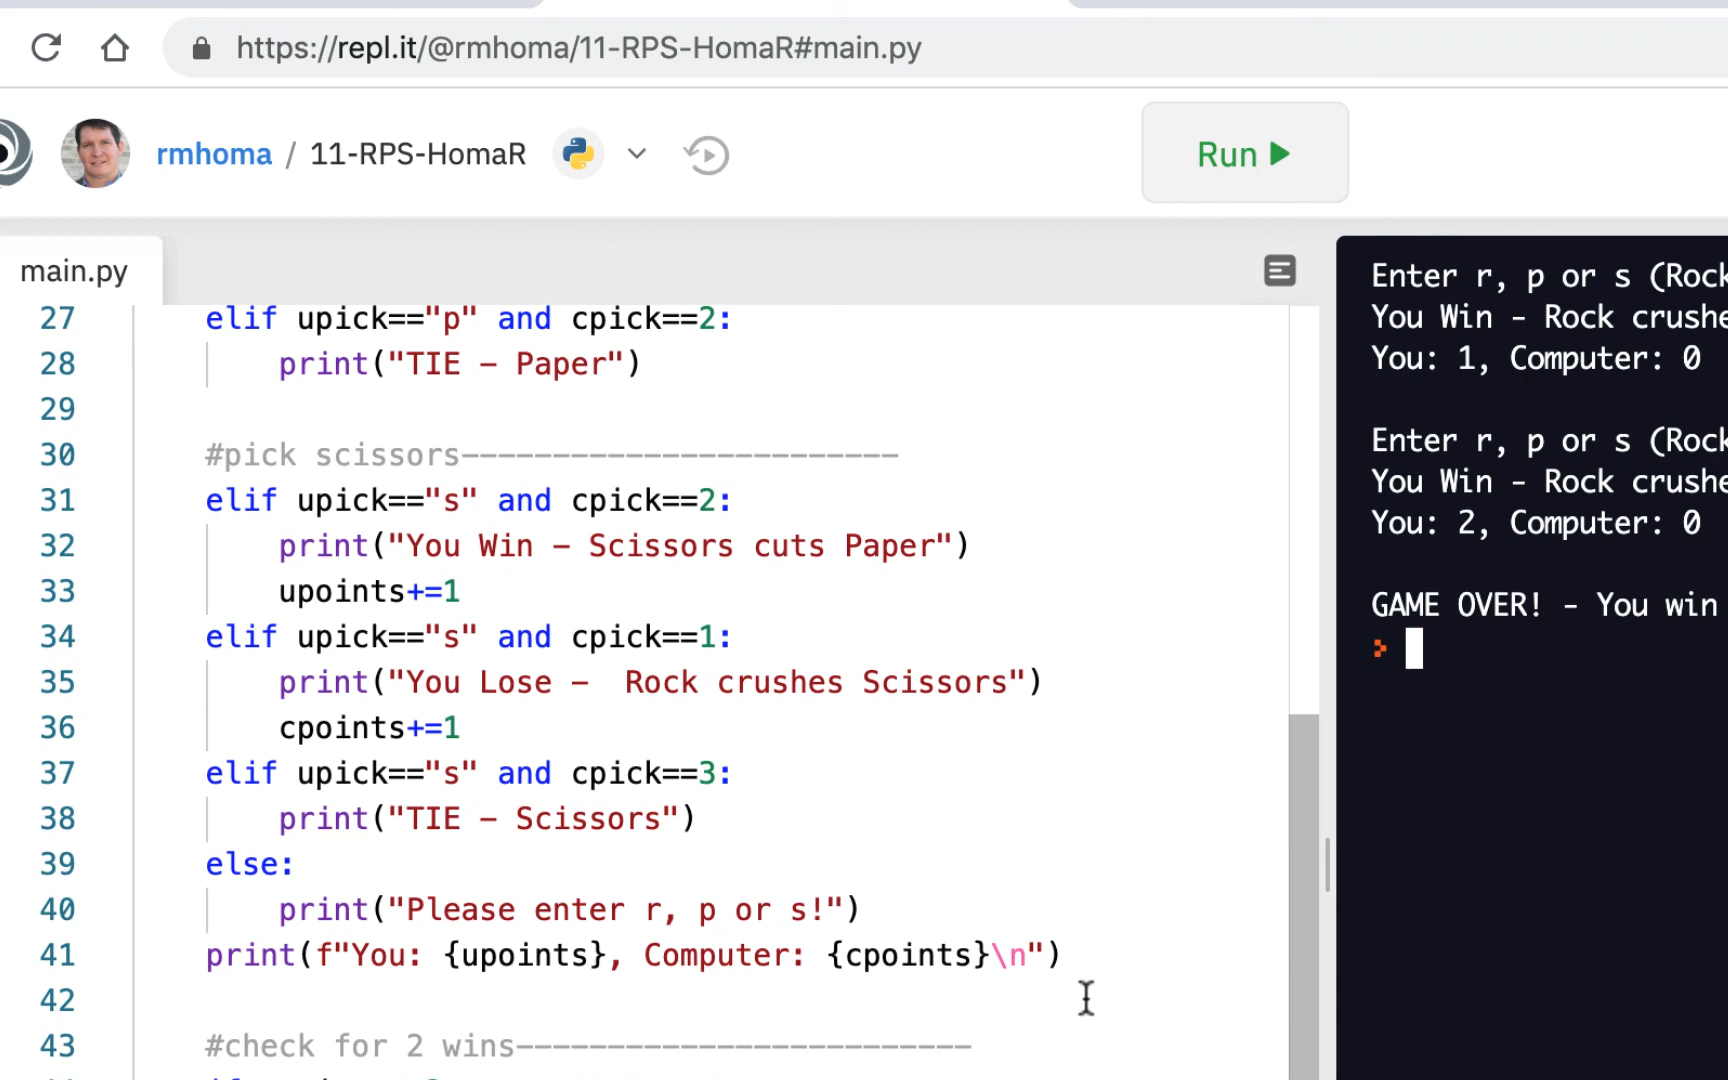 https://repl.it/@rmhoma/11-RPS-HomaR#main.py
rmhoma / 11-RPS-HomaR
Run
main.py
27 elif upick=="p" and cpick==2:
28 print("TIE – Paper")
29
30 #pick scissors------------------------
31 elif upick=="s" and cpick==2:
32 print("You Win – Scissors cuts Paper")
33 upoints+=1
34 elif upick=="s" and cpick==1:
35 print("You Lose –  Rock crushes Scissors")
36 cpoints+=1
37 elif upick=="s" and cpick==3:
38 print("TIE – Scissors")
39 else:
40 print("Please enter r, p or s!")
41 print(f"You: {upoints}, Computer: {cpoints}\n")
42
43 #check for 2 wins-------------------------
Enter r, p or s (Rock
You Win - Rock crushe
You: 1, Computer: 0
Enter r, p or s (Rock
You Win - Rock crushe
You: 2, Computer: 0
GAME OVER! - You win